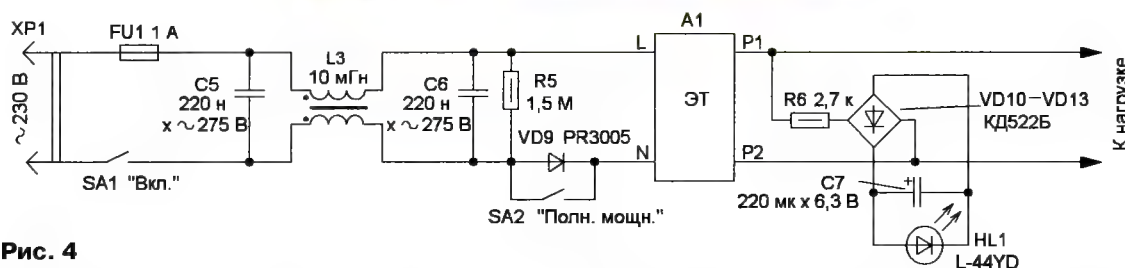 XP1
~230 В
FU1 1 А
SA1 "Вкл."
C5
220 н
х ~275 В
L3
10 мГн
C6
220 н
х ~275 В
R5
1,5 М
VD9 PR3005
SA2 "Полн. мощн."
A1
L
N
ЭТ
P1
P2
R6 2,7 к
VD10–VD13
КД522Б
C7
+
220 мк х 6,3 В
HL1
L-44YD
К нагрузке
Рис. 4